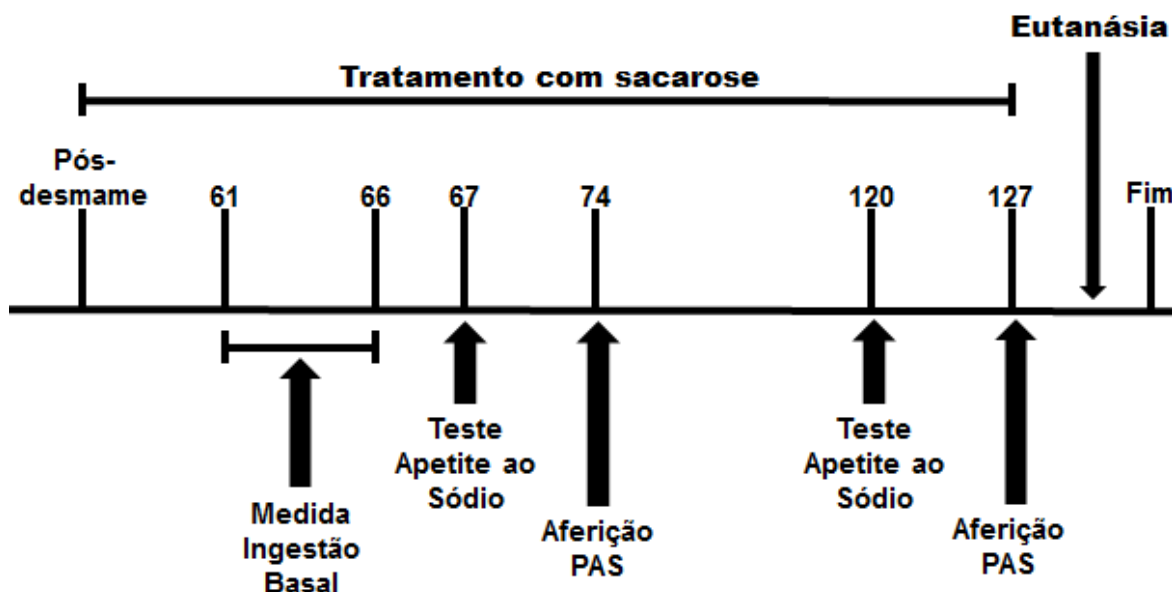 Eutanásia
Tratamento com sacarose
Pós-
desmame
61
66
67
74
120
127
Fim
Medida
Ingestão
Basal
Teste
Apetite ao
Sódio
Aferição
PAS
Teste
Apetite ao
Sódio
Aferição
PAS